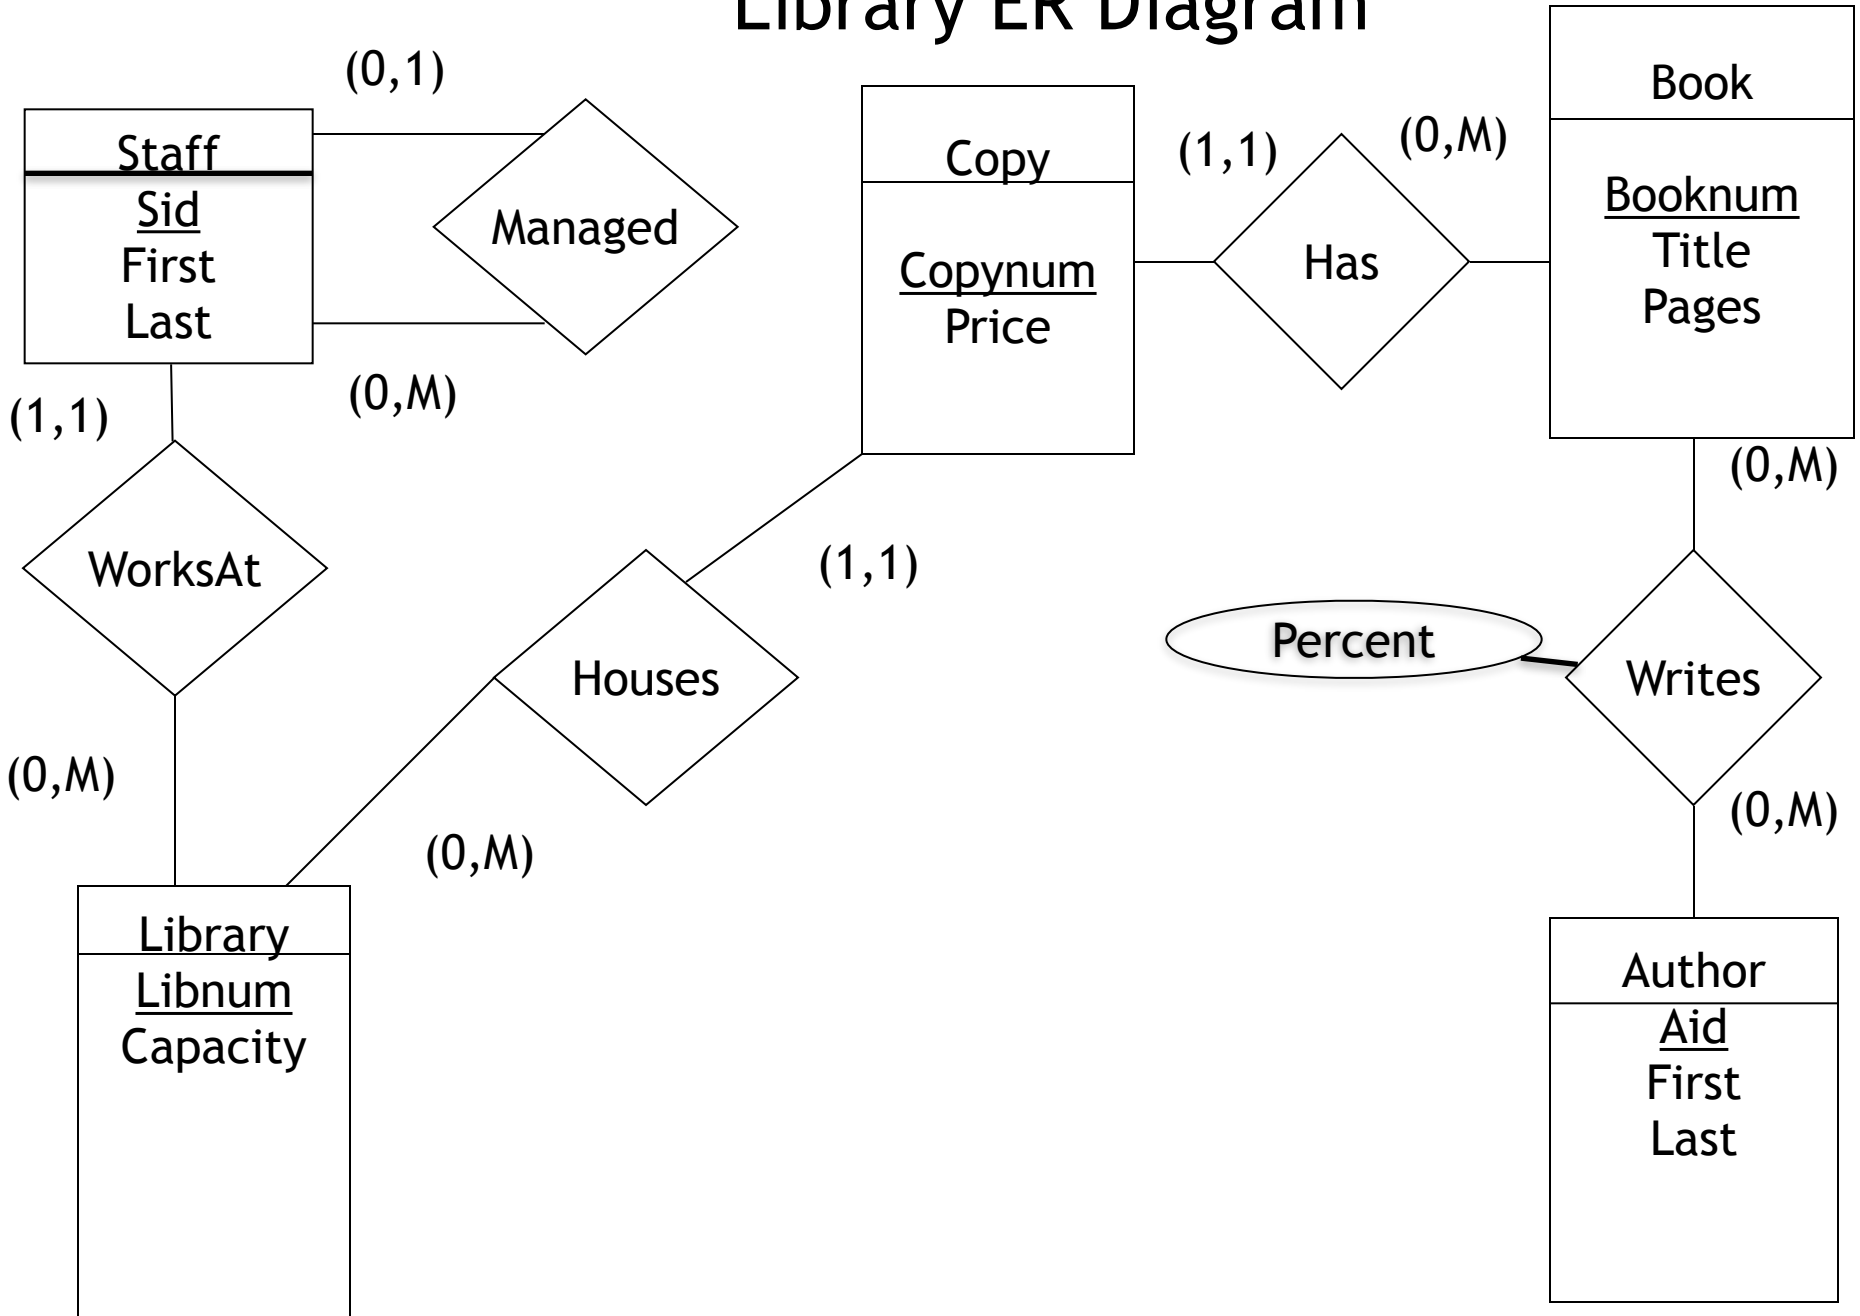 Library ER Diagram
(0,1)
Staff
Sid
First
Last
Managed
(0,M)
Copy
Copynum
Price
(1,1)
Has
(0,M)
Book
Booknum
Title
Pages
(1,1)
WorksAt
(0,M)
(1,1)
Houses
(0,M)
(0,M)
Percent
Writes
(0,M)
Library
Libnum
Capacity
Author
Aid
First
Last